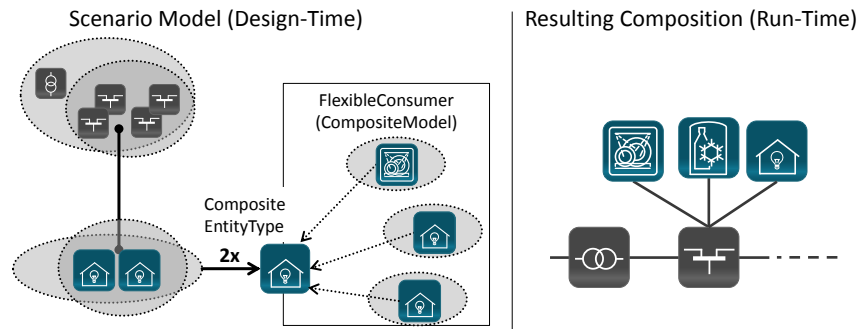 Scenario Model (Design-Time)
Resulting Composition (Run-Time)
FlexibleConsumer
(CompositeModel)
Composite
EntityType
2x